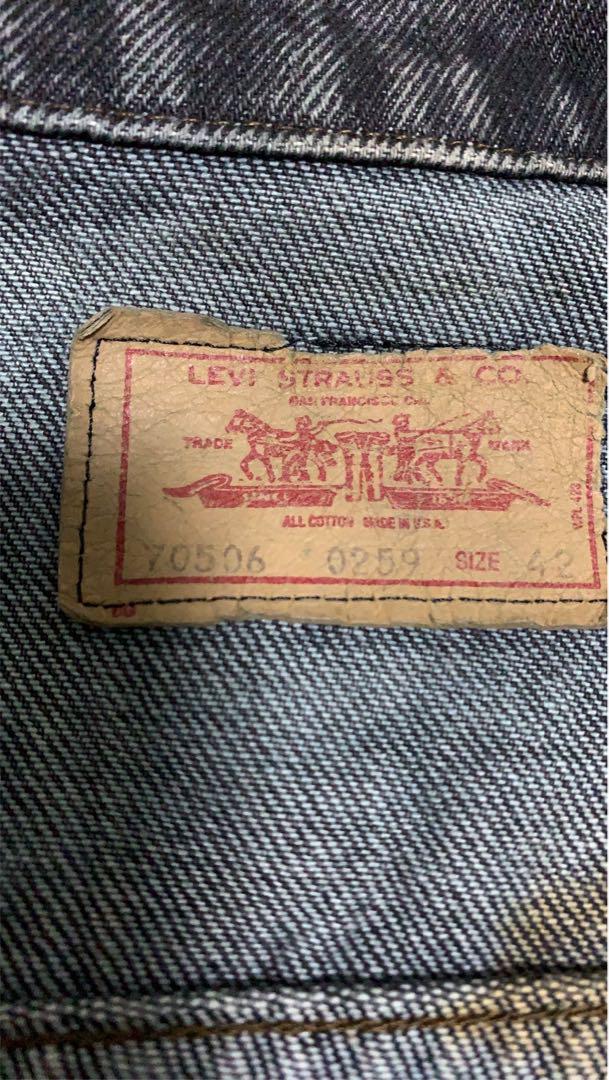 LEVI STRAUSS & CO.
SAN FRANCISCO CAL.
TRADE MARK
ALL COTTON MADE IN U.S.A.
70506 0259 SIZE 42